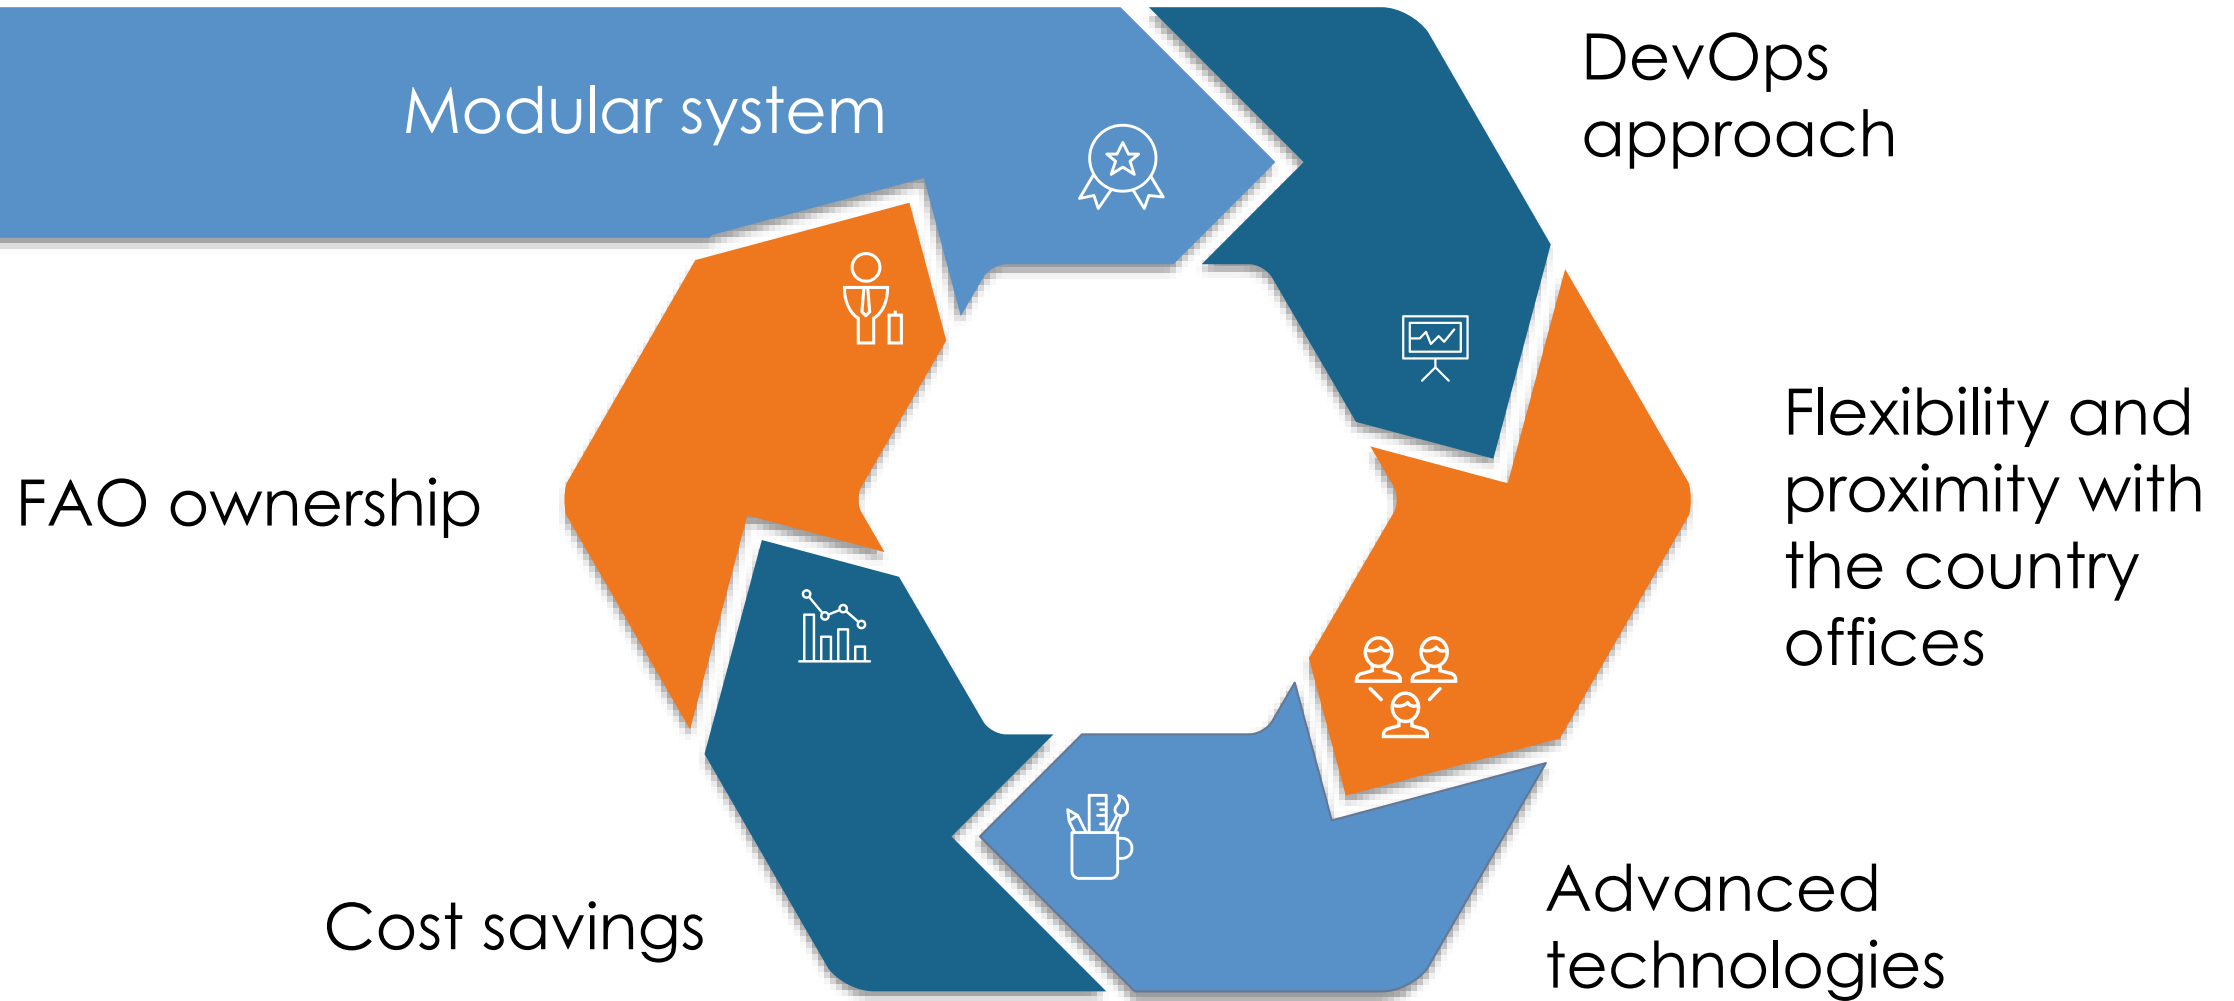 Modular system
DevOps
approach
Flexibility and
proximity with
the country
offices
Advanced
technologies
Cost savings
FAO ownership